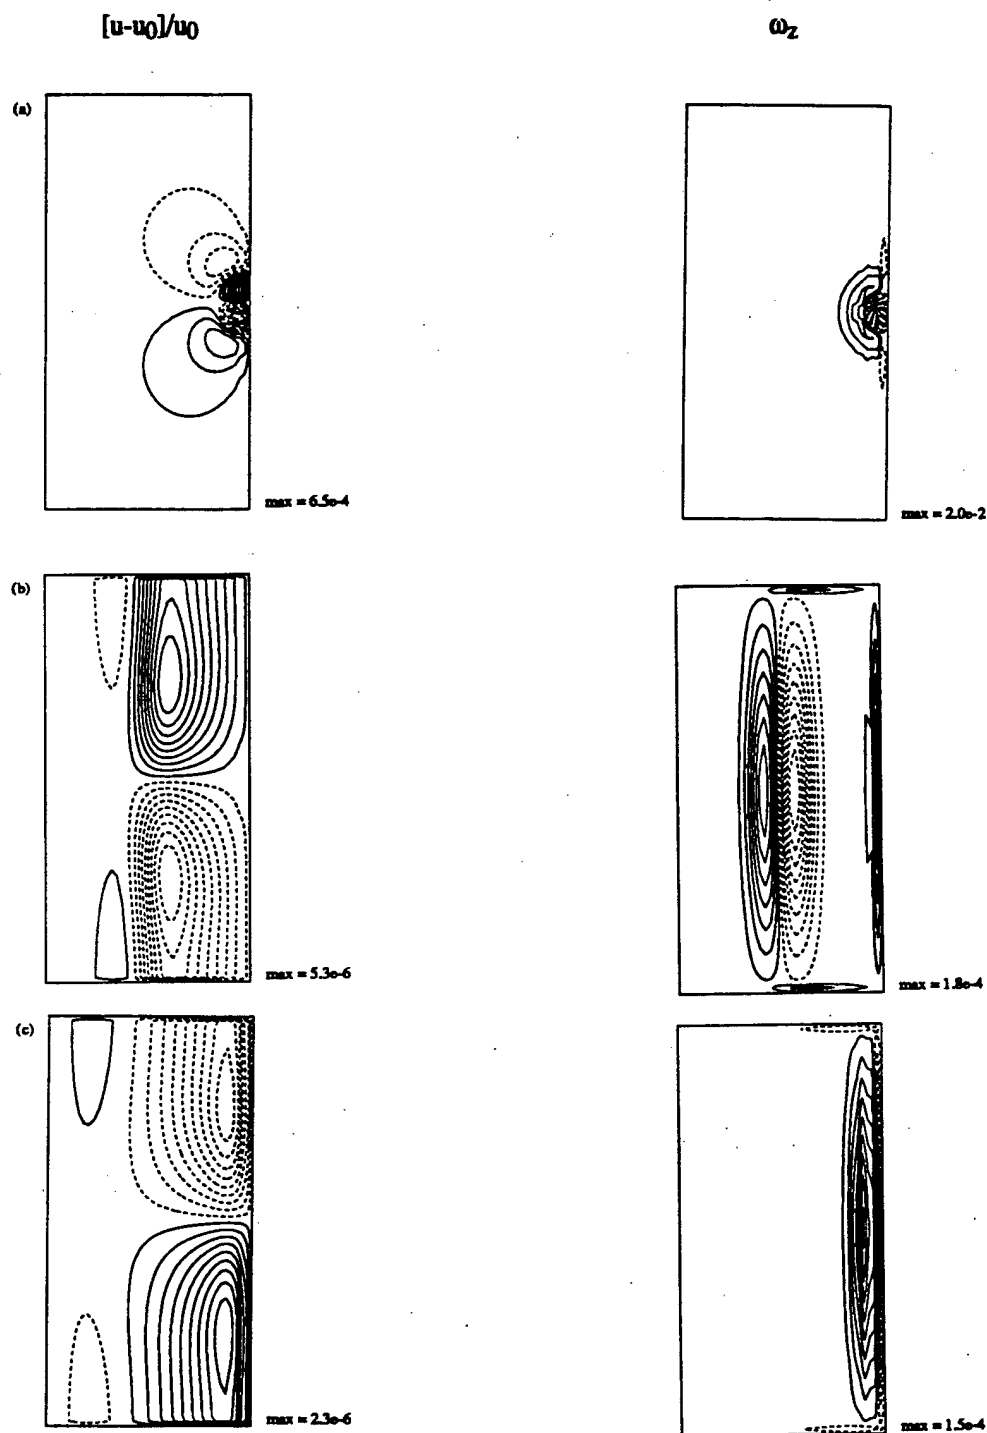 [u-u0]/u0
ωz
(a)
max = 6.5e-4
max = 2.0e-2
(b)
max = 5.3e-6
max = 1.8e-4
(c)
max = 2.3e-6
max = 1.5e-4